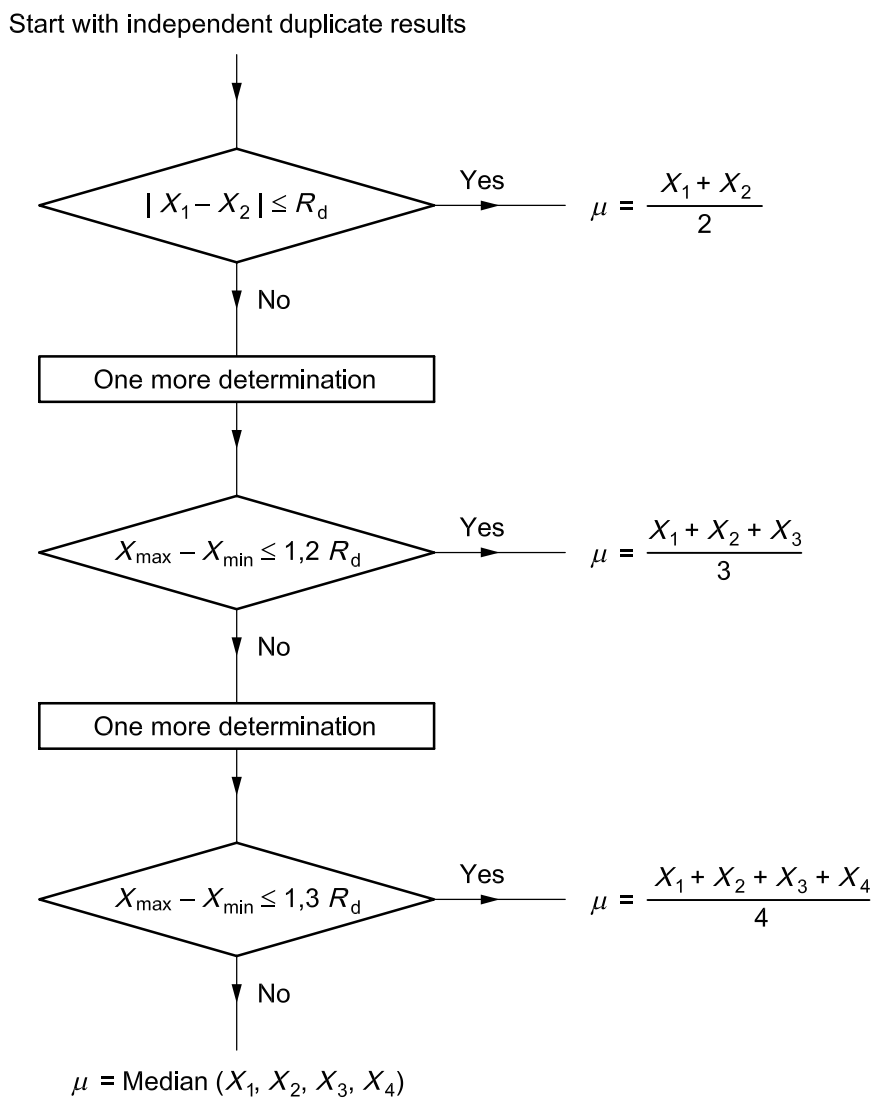 Start with independent duplicate results
| X₁ – X₂ | ≤ R_d
Yes
μ = (X₁ + X₂) / 2
No
One more determination
X_max – X_min ≤ 1,2 R_d
Yes
μ = (X₁ + X₂ + X₃) / 3
No
One more determination
X_max – X_min ≤ 1,3 R_d
Yes
μ = (X₁ + X₂ + X₃ + X₄) / 4
No
μ = Median (X₁, X₂, X₃, X₄)